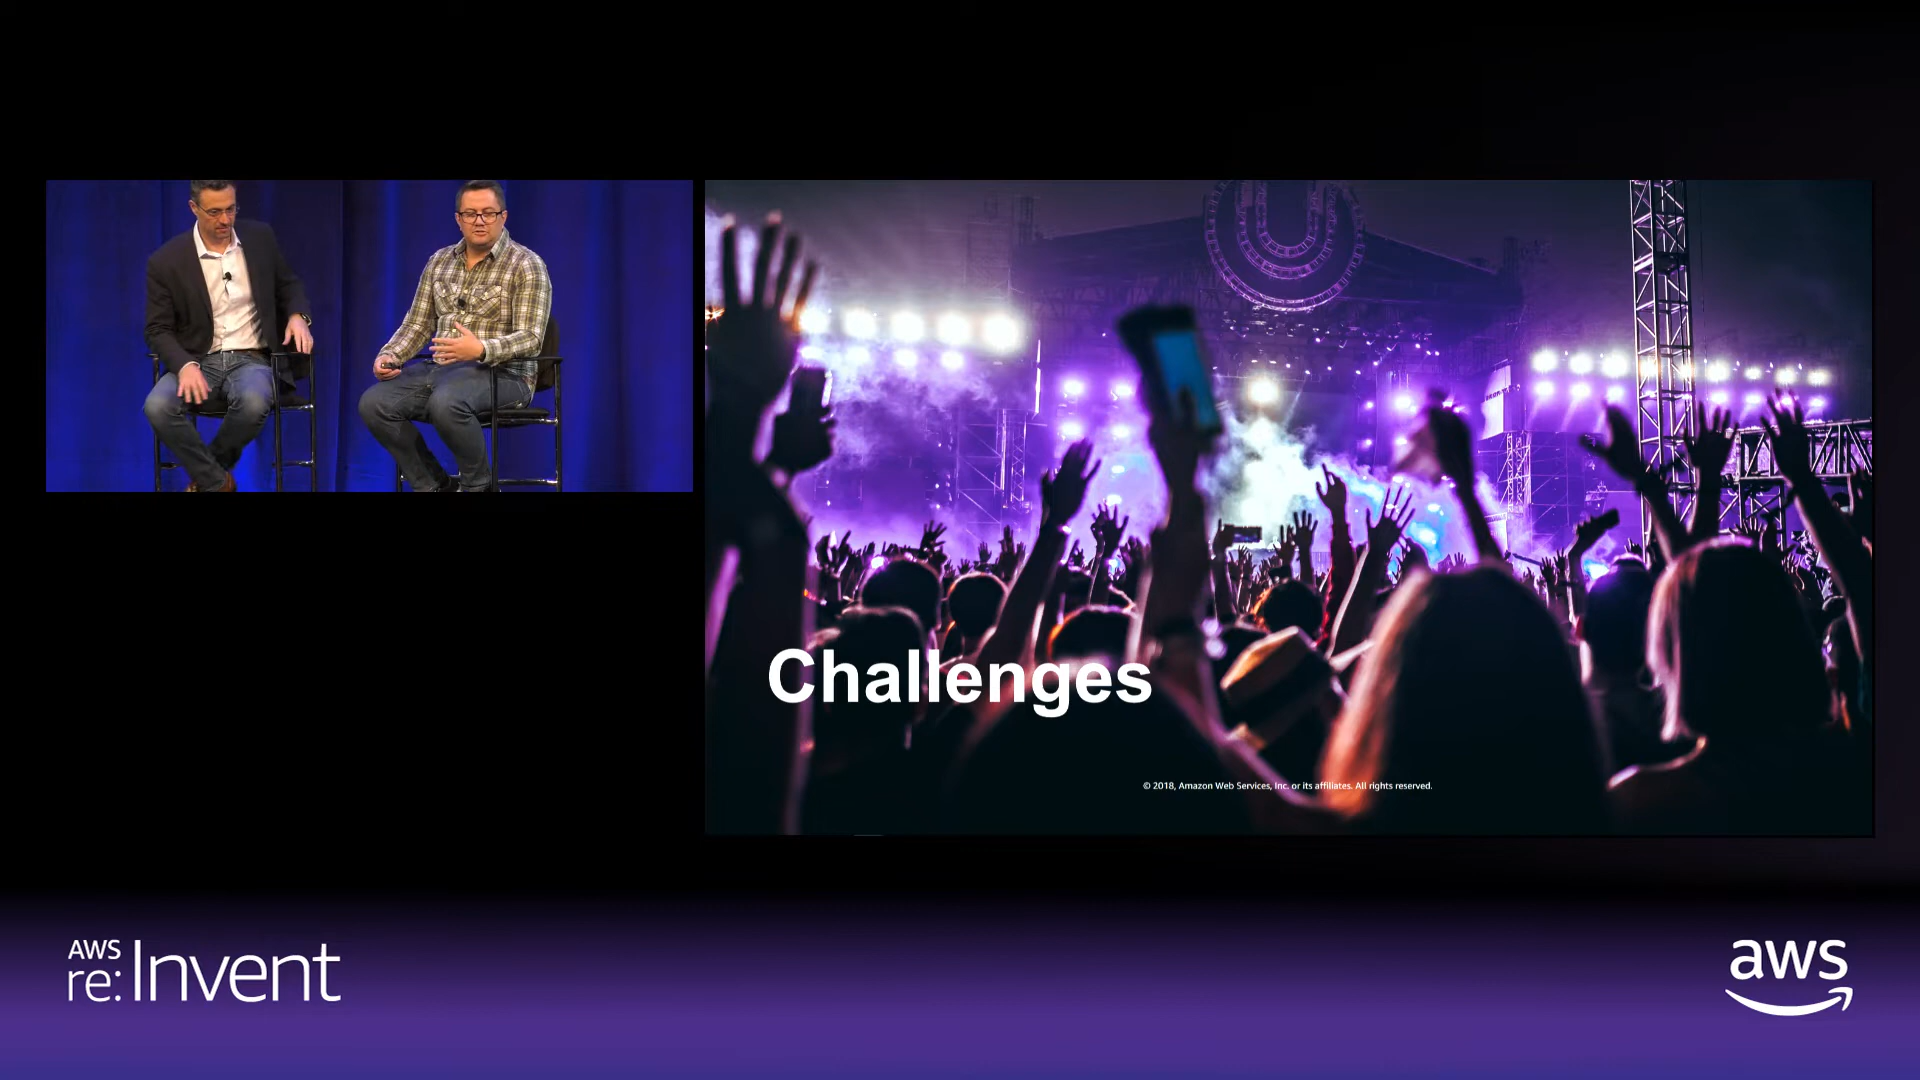 Challenges
© 2018, Amazon Web Services, Inc. or its affiliates. All rights reserved.
AWS
re:Invent
aws